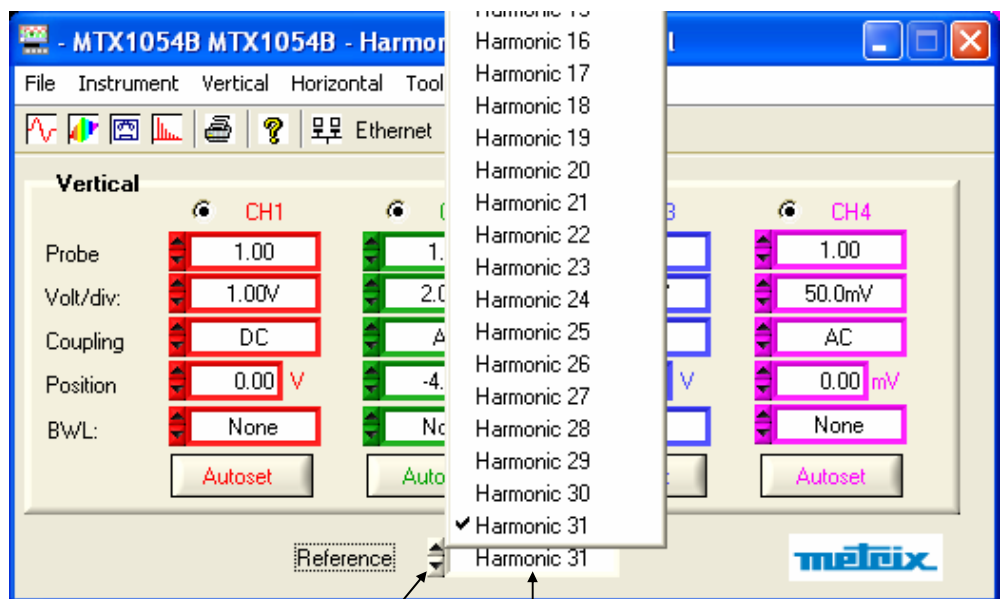 - MTX1054B MTX1054B - Harmor
File Instrument Vertical Horizontal Tool
Ethernet
Harmonic 15
Harmonic 16
Harmonic 17
Harmonic 18
Harmonic 19
Harmonic 20
Harmonic 21
Harmonic 22
Harmonic 23
Harmonic 24
Harmonic 25
Harmonic 26
Harmonic 27
Harmonic 28
Harmonic 29
Harmonic 30
Harmonic 31
Vertical
CH1 CH4
Probe 1.00 1. 1.00
Volt/div: 1.00V 2.0 50.0mV
Coupling DC A AC
Position 0.00 V -4. V 0.00 mV
BWL: None No None
Autoset Auto Autoset
Reference Harmonic 31
metrix